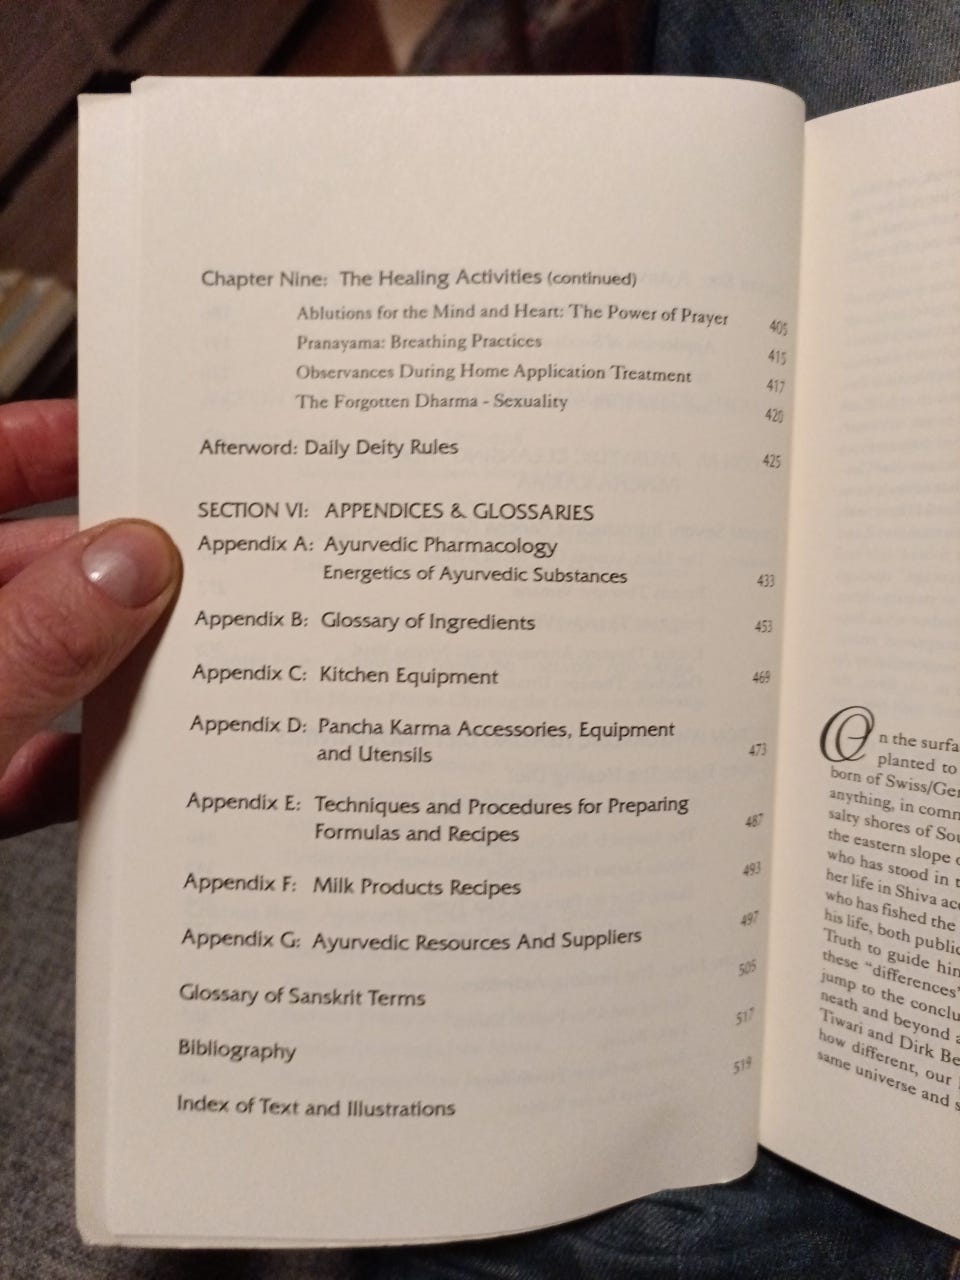 Chapter Nine: The Healing Activities (continued)
Ablutions for the Mind and Heart: The Power of Prayer 405
Pranayama: Breathing Practices 415
Observances During Home Application Treatment 417
The Forgotten Dharma - Sexuality 420
Afterword: Daily Deity Rules 425
SECTION VI: APPENDICES & GLOSSARIES
Appendix A: Ayurvedic Pharmacology
Energetics of Ayurvedic Substances 433
Appendix B: Glossary of Ingredients 453
Appendix C: Kitchen Equipment 469
Appendix D: Pancha Karma Accessories, Equipment
and Utensils 473
Appendix E: Techniques and Procedures for Preparing
Formulas and Recipes 487
Appendix F: Milk Products Recipes 493
Appendix G: Ayurvedic Resources And Suppliers 497
Glossary of Sanskrit Terms 505
Bibliography 517
Index of Text and Illustrations 519
On the surfa
planted to
born of Swiss/Ger
anything, in comm
salty shores of Sou
the eastern slope o
who has stood in t
her life in Shiva acc
who has fished the
his life, both public
Truth to guide him
these "differences"
jump to the conclu
neath and beyond a
Tiwari and Dirk Be
how different, our
same universe and s